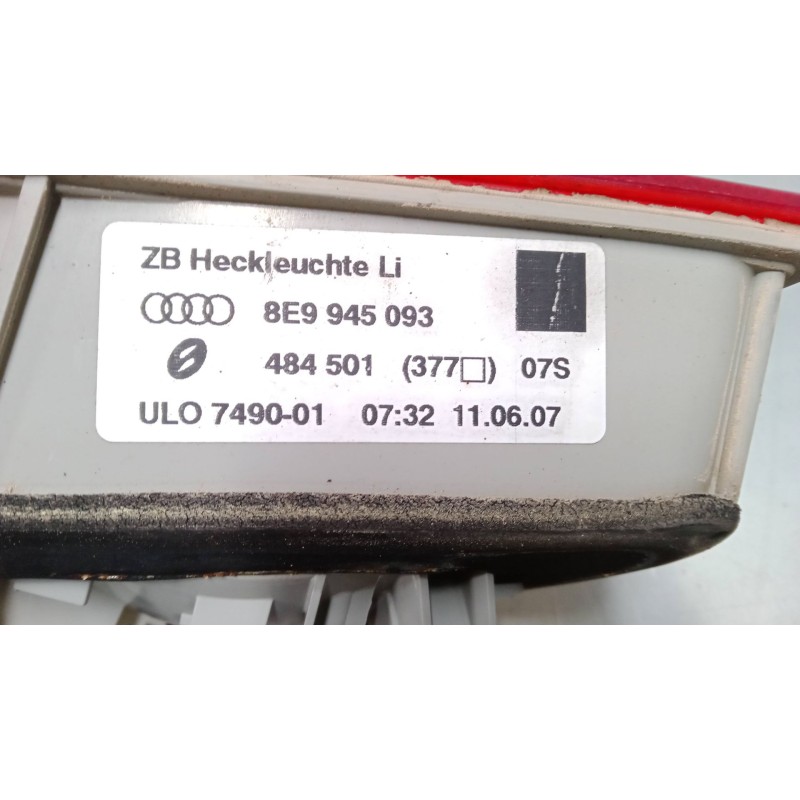 ZB Heckleuchte Li
8E9 945 093
484 501 (377□) 07S
ULO 7490-01 07:32 11.06.07